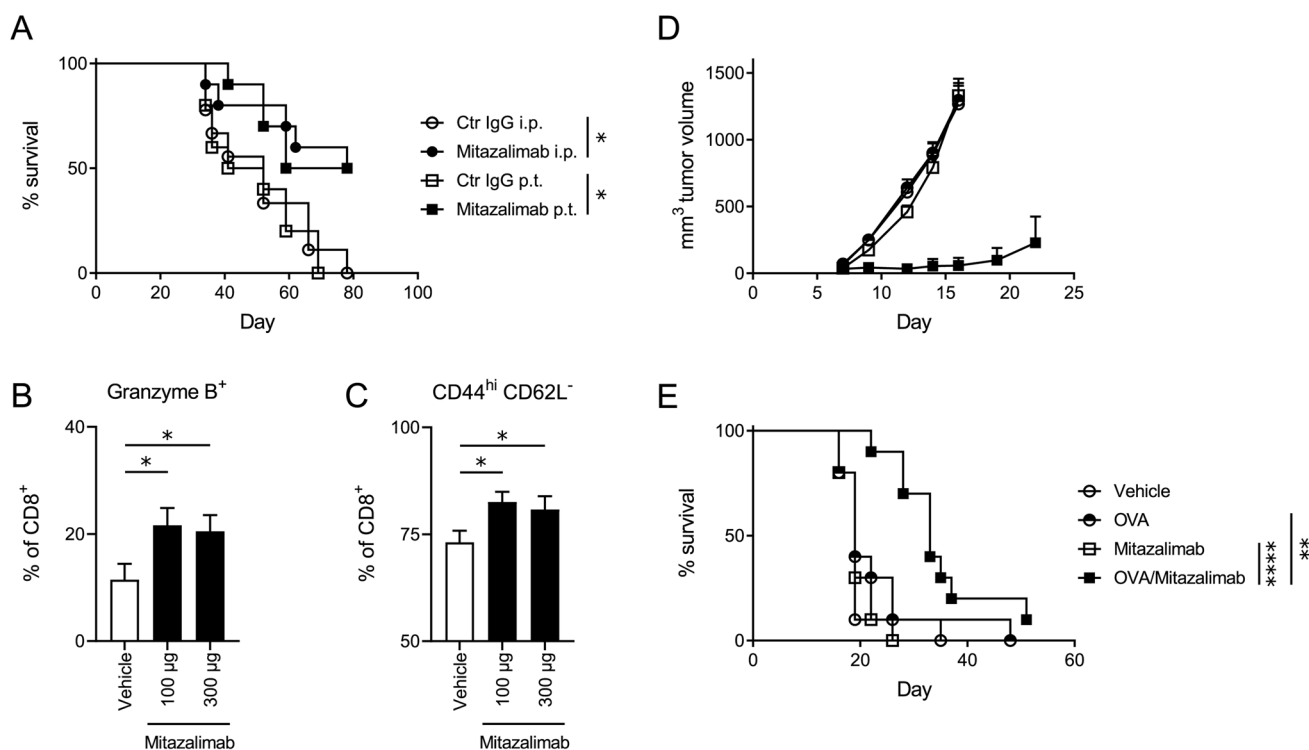 A
% survival
100
50
0
0 20 40 60 80 100
Day
Ctr IgG i.p.
Mitazalimab i.p.
Ctr IgG p.t.
Mitazalimab p.t.
*
*
D
mm³ tumor volume
1500
1000
500
0
0 5 10 15 20 25
Day
B
Granzyme B⁺
% of CD8⁺
40
20
0
*
*
Vehicle
100 µg
300 µg
Mitazalimab
C
CD44ʰⁱ CD62L⁻
% of CD8⁺
100
75
50
*
*
Vehicle
100 µg
300 µg
Mitazalimab
E
% survival
100
50
0
0 20 40 60
Day
Vehicle
OVA
Mitazalimab
OVA/Mitazalimab
****
**